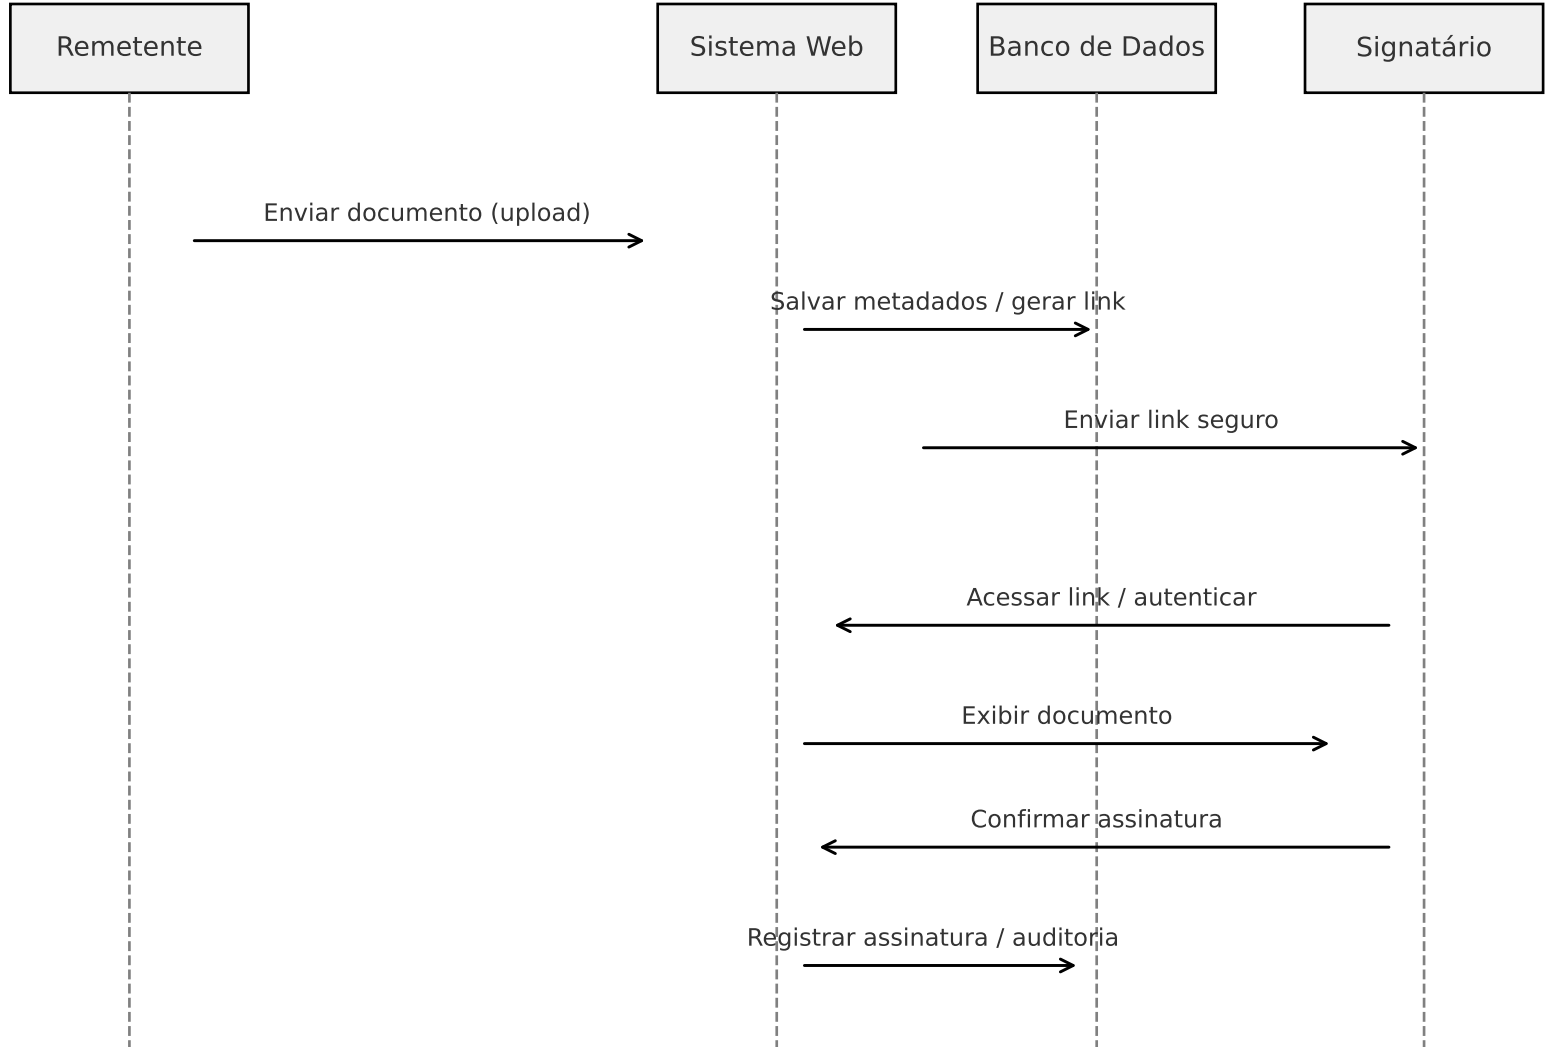 Remetente
Sistema Web
Banco de Dados
Signatário
Enviar documento (upload)
Salvar metadados / gerar link
Enviar link seguro
Acessar link / autenticar
Exibir documento
Confirmar assinatura
Registrar assinatura / auditoria